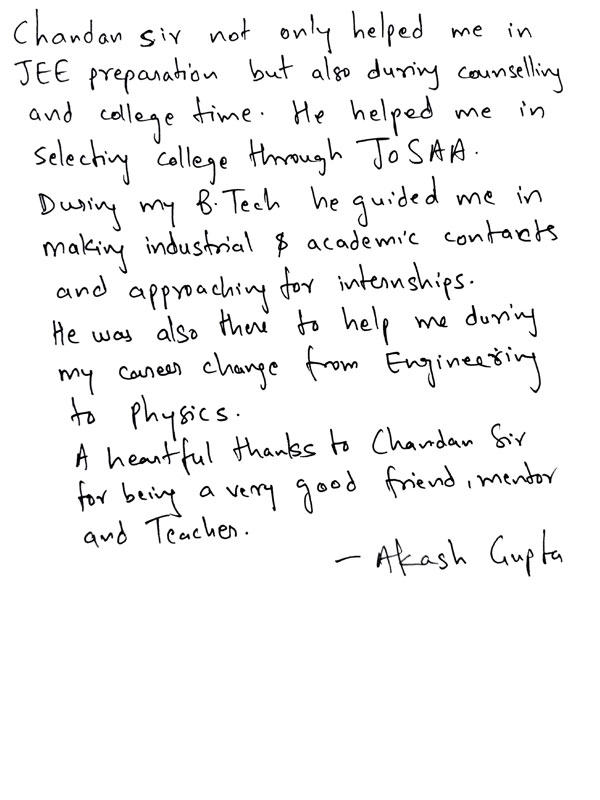 Chandan sir not only helped me in
JEE preparation but also during counselling
and college time. He helped me in
selecting college through JoSAA.
During my B.Tech he guided me in
making industrial & academic contacts
and approaching for internships.
He was also there to help me during
my career change from Engineering
to Physics.
A heartful thanks to Chandan Sir
for being a very good friend, mentor
and Teacher.
— Akash Gupta